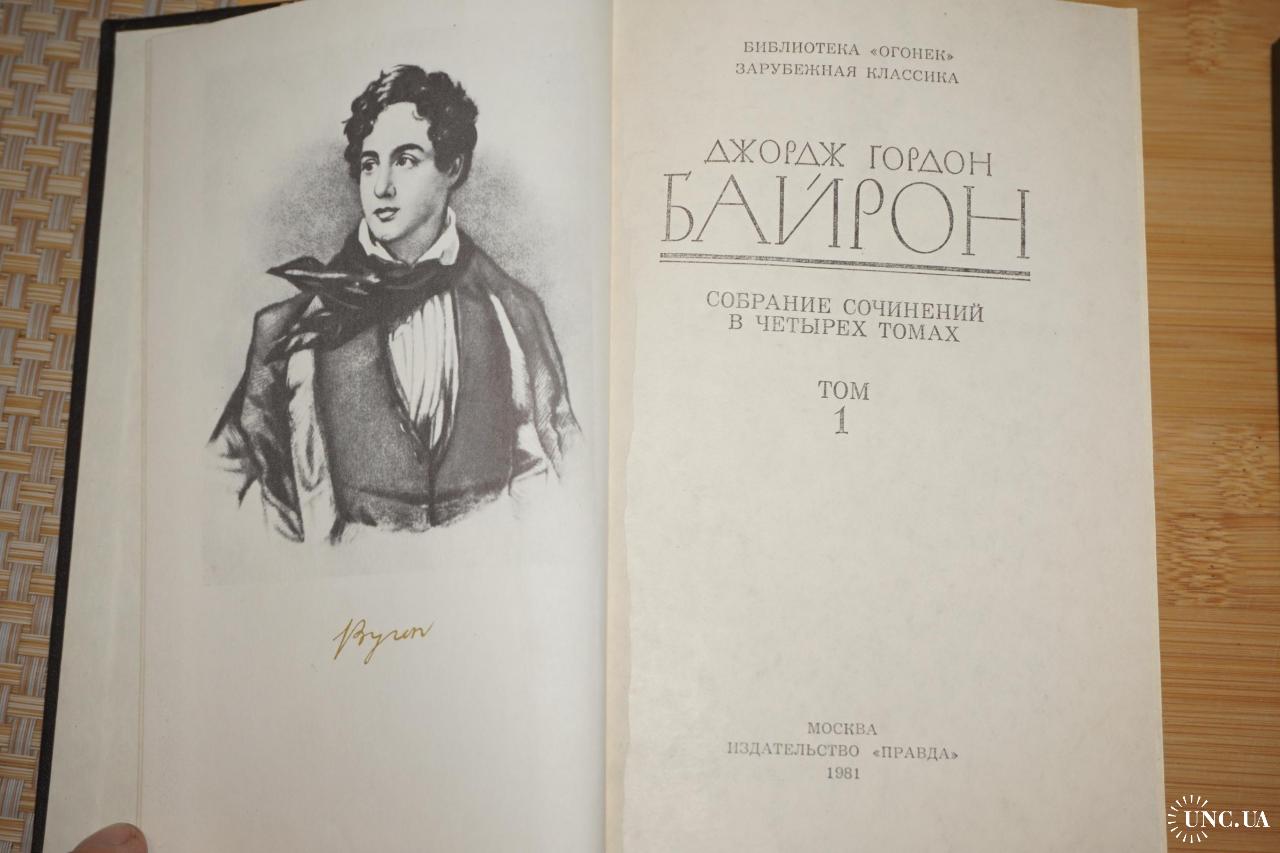 Byron
БИБЛИОТЕКА «ОГОНЕК»
ЗАРУБЕЖНАЯ КЛАССИКА
ДЖОРДЖ ГОРДОН
БАЙРОН
СОБРАНИЕ СОЧИНЕНИЙ
В ЧЕТЫРЕХ ТОМАХ
ТОМ
1
МОСКВА
ИЗДАТЕЛЬСТВО «ПРАВДА»
1981
UNC.UA